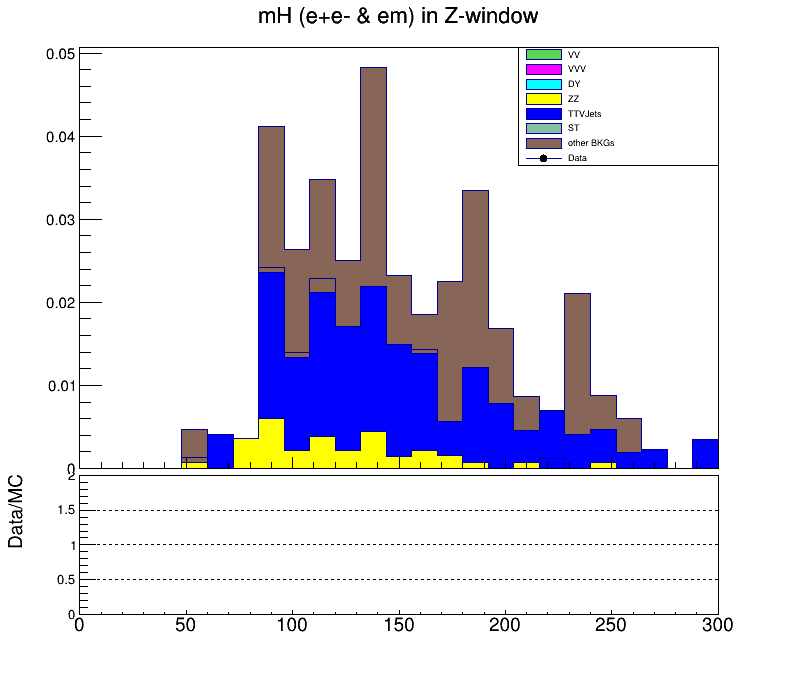 mH (e+e- & em) in Z-window
0.05
0.04
0.03
0.02
0.01
0
VV
VVV
DY
ZZ
TTVJets
ST
other BKGs
Data
Data/MC
2
1.5
1
0.5
0
0 50 100 150 200 250 300